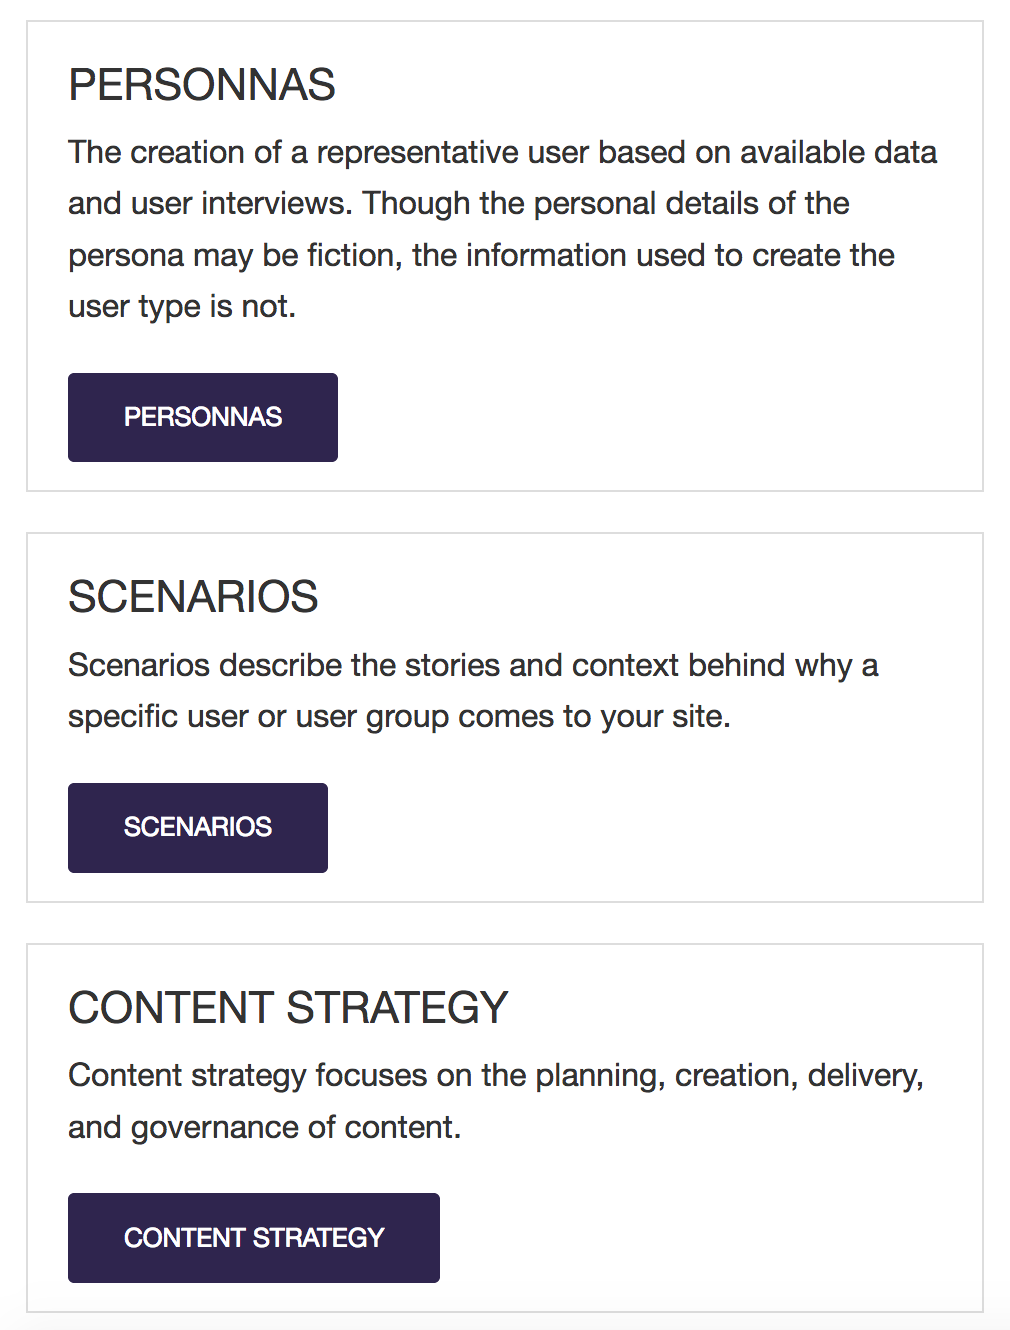 PERSONNAS
The creation of a representative user based on available data
and user interviews. Though the personal details of the
persona may be fiction, the information used to create the
user type is not.
PERSONNAS
SCENARIOS
Scenarios describe the stories and context behind why a
specific user or user group comes to your site.
SCENARIOS
CONTENT STRATEGY
Content strategy focuses on the planning, creation, delivery,
and governance of content.
CONTENT STRATEGY